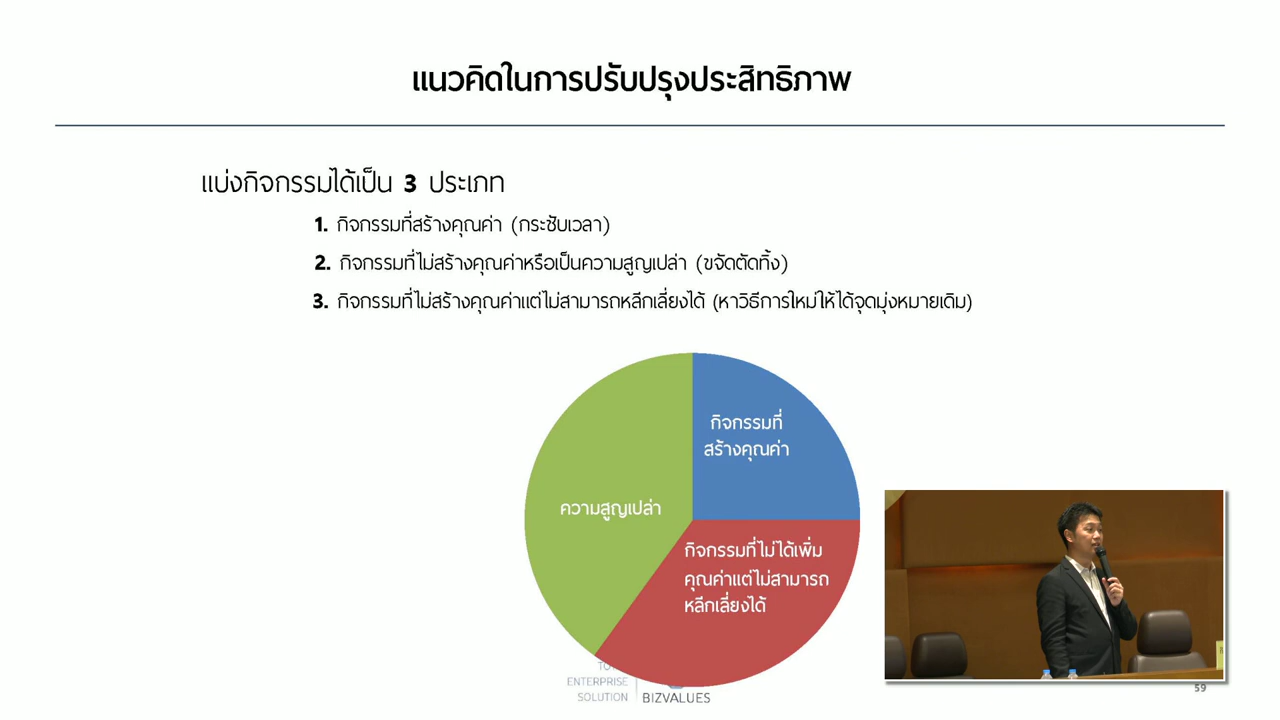 แนวคิดในการปรับปรุงประสิทธิภาพ
แบ่งกิจกรรมได้เป็น 3 ประเภท
1. กิจกรรมที่สร้างคุณค่า (กระชับเวลา)
2. กิจกรรมที่ไม่สร้างคุณค่าหรือเป็นความสูญเปล่า (ขจัดตัดทิ้ง)
3. กิจกรรมที่ไม่สร้างคุณค่าแต่ไม่สามารถหลีกเลี่ยงได้ (หาวิธีการใหม่ให้ได้จุดมุ่งหมายเดิม)
กิจกรรมที่
สร้างคุณค่า
ความสูญเปล่า
กิจกรรมที่ไม่ได้เพิ่ม
คุณค่าแต่ไม่สามารถ
หลีกเลี่ยงได้
ENTERPRISE
SOLUTION
BIZVALUES
59